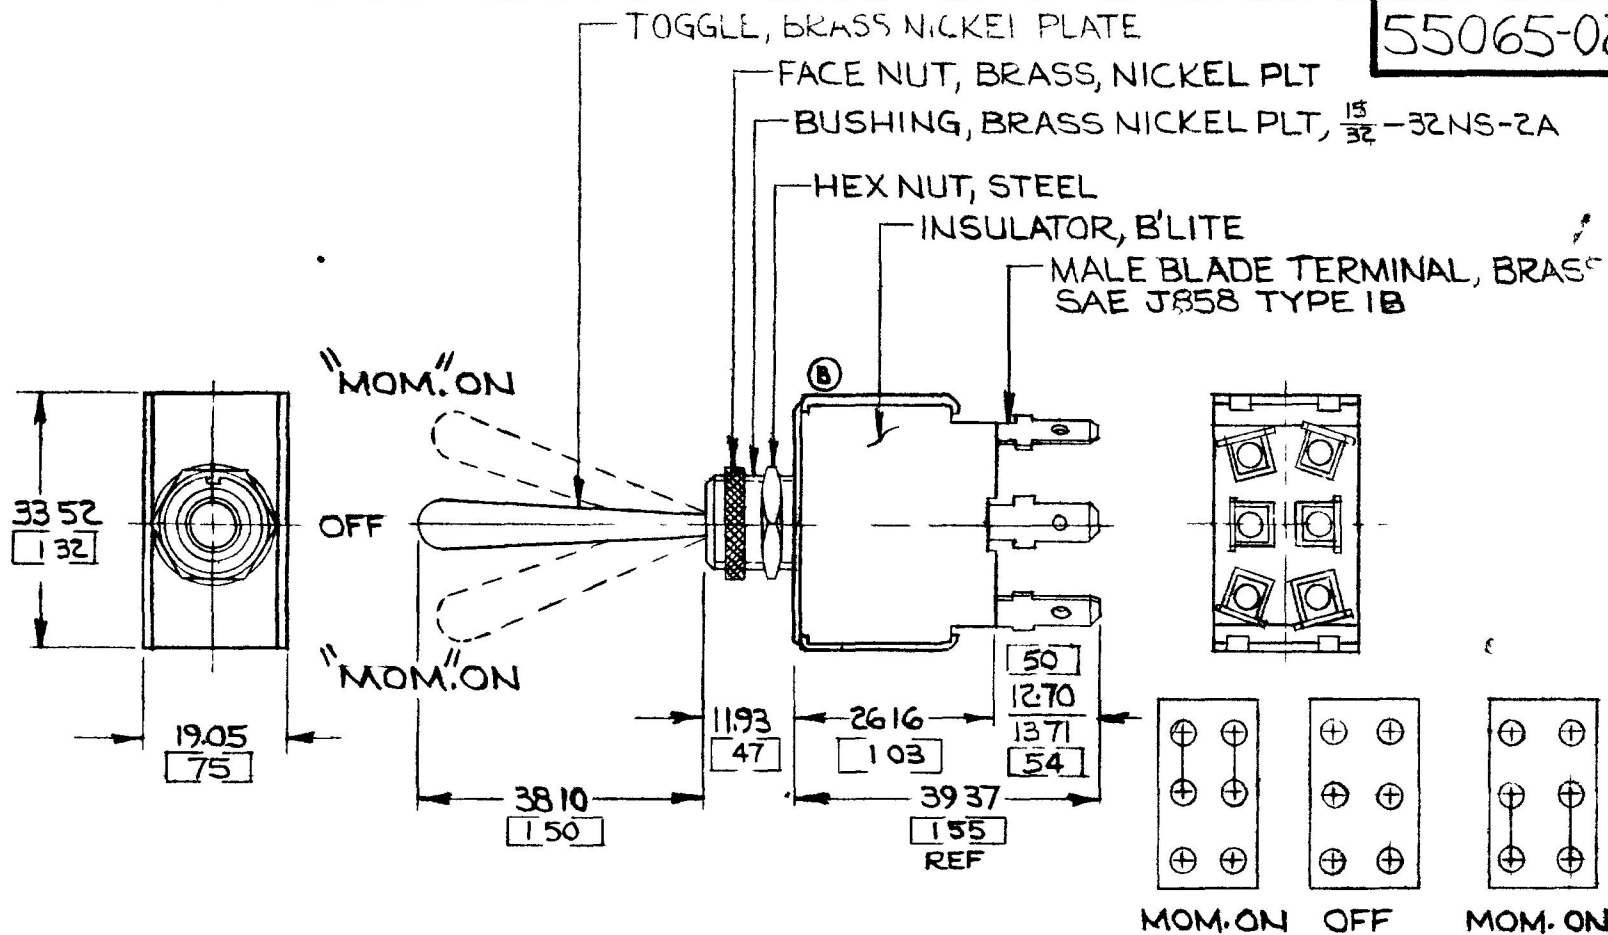 TOGGLE, BRASS NICKEL PLATE
55065-02
FACE NUT, BRASS, NICKEL PLT
BUSHING, BRASS NICKEL PLT, 15/32-32NS-2A
HEX NUT, STEEL
INSULATOR, B'LITE
MALE BLADE TERMINAL, BRASS
SAE J858 TYPE 1B
"MOM." ON
B
OFF
"MOM." ON
33 52
1 32
19.05
75
38 10
1 50
11.93
47
26 16
1 03
50
12.70
13 71
54
39 37
1 55
REF
MOM. ON
OFF
MOM. ON